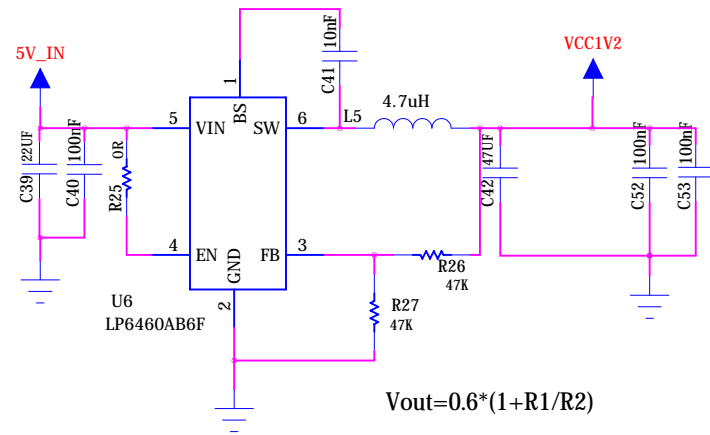 5V_IN
VCC1V2
10nF
C41
1
BS
5
VIN
SW
6
L5
4.7uH
22UF
C39
100nF
C40
0R
R25
47UF
C42
100nF
C52
100nF
C53
4
EN
GND
FB
3
2
R26
47K
R27
47K
U6
LP6460AB6F
Vout=0.6*(1+R1/R2)